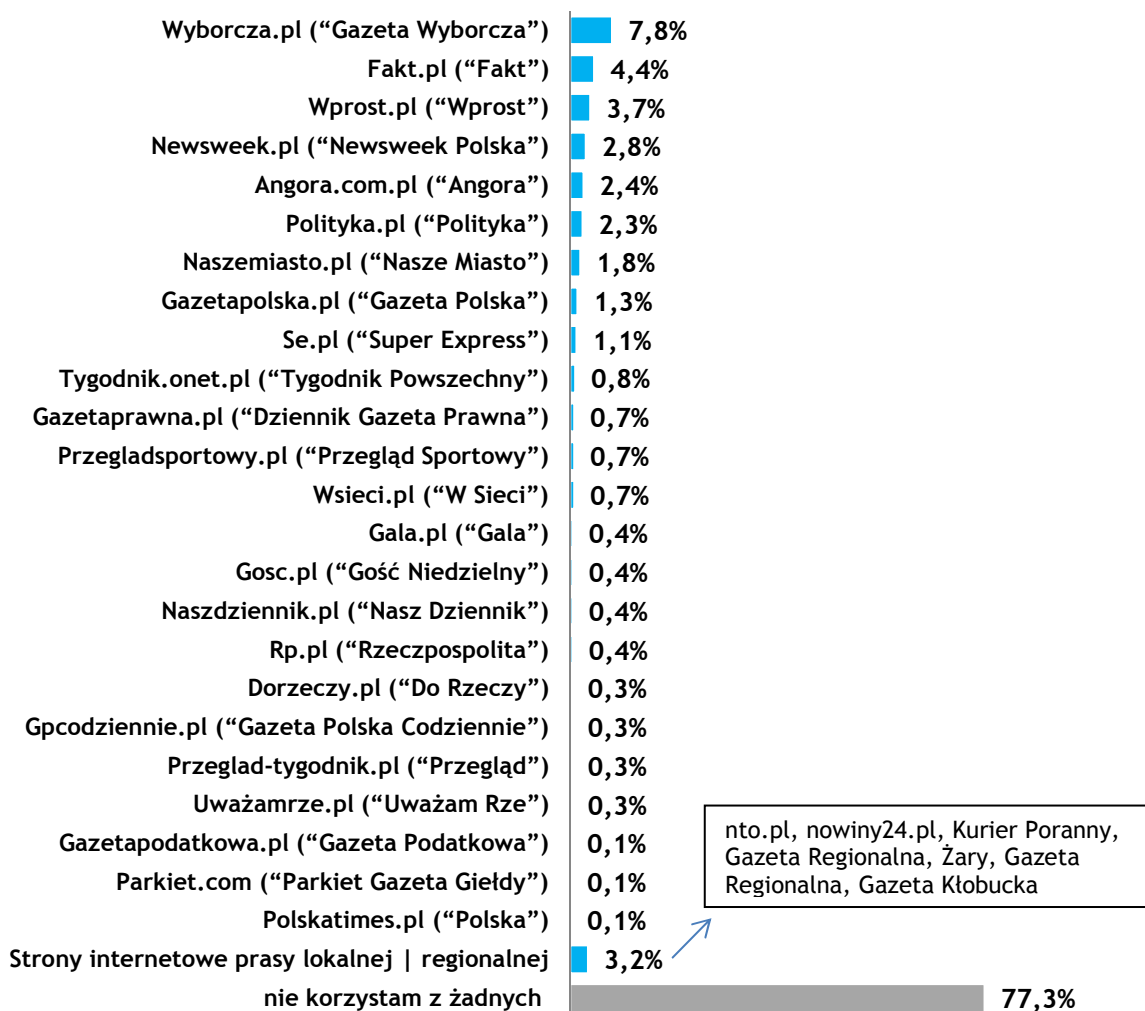 Wyborcza.pl (“Gazeta Wyborcza”) 7,8%
Fakt.pl (“Fakt”) 4,4%
Wprost.pl (“Wprost”) 3,7%
Newsweek.pl (“Newsweek Polska”) 2,8%
Angora.com.pl (“Angora”) 2,4%
Polityka.pl (“Polityka”) 2,3%
Naszemiasto.pl (“Nasze Miasto”) 1,8%
Gazetapolska.pl (“Gazeta Polska”) 1,3%
Se.pl (“Super Express”) 1,1%
Tygodnik.onet.pl (“Tygodnik Powszechny”) 0,8%
Gazetaprawna.pl (“Dziennik Gazeta Prawna”) 0,7%
Przegladsportowy.pl (“Przegląd Sportowy”) 0,7%
Wsieci.pl (“W Sieci”) 0,7%
Gala.pl (“Gala”) 0,4%
Gosc.pl (“Gość Niedzielny”) 0,4%
Naszdziennik.pl (“Nasz Dziennik”) 0,4%
Rp.pl (“Rzeczpospolita”) 0,4%
Dorzeczy.pl (“Do Rzeczy”) 0,3%
Gpcodziennie.pl (“Gazeta Polska Codziennie”) 0,3%
Przeglad-tygodnik.pl (“Przegląd”) 0,3%
Uważamrze.pl (“Uważam Rze”) 0,3%
Gazetapodatkowa.pl (“Gazeta Podatkowa”) 0,1%
Parkiet.com (“Parkiet Gazeta Giełdy”) 0,1%
Polskatimes.pl (“Polska”) 0,1%
Strony internetowe prasy lokalnej | regionalnej 3,2%
nie korzystam z żadnych 77,3%
nto.pl, nowiny24.pl, Kurier Poranny,
Gazeta Regionalna, Żary, Gazeta
Regionalna, Gazeta Kłobucka